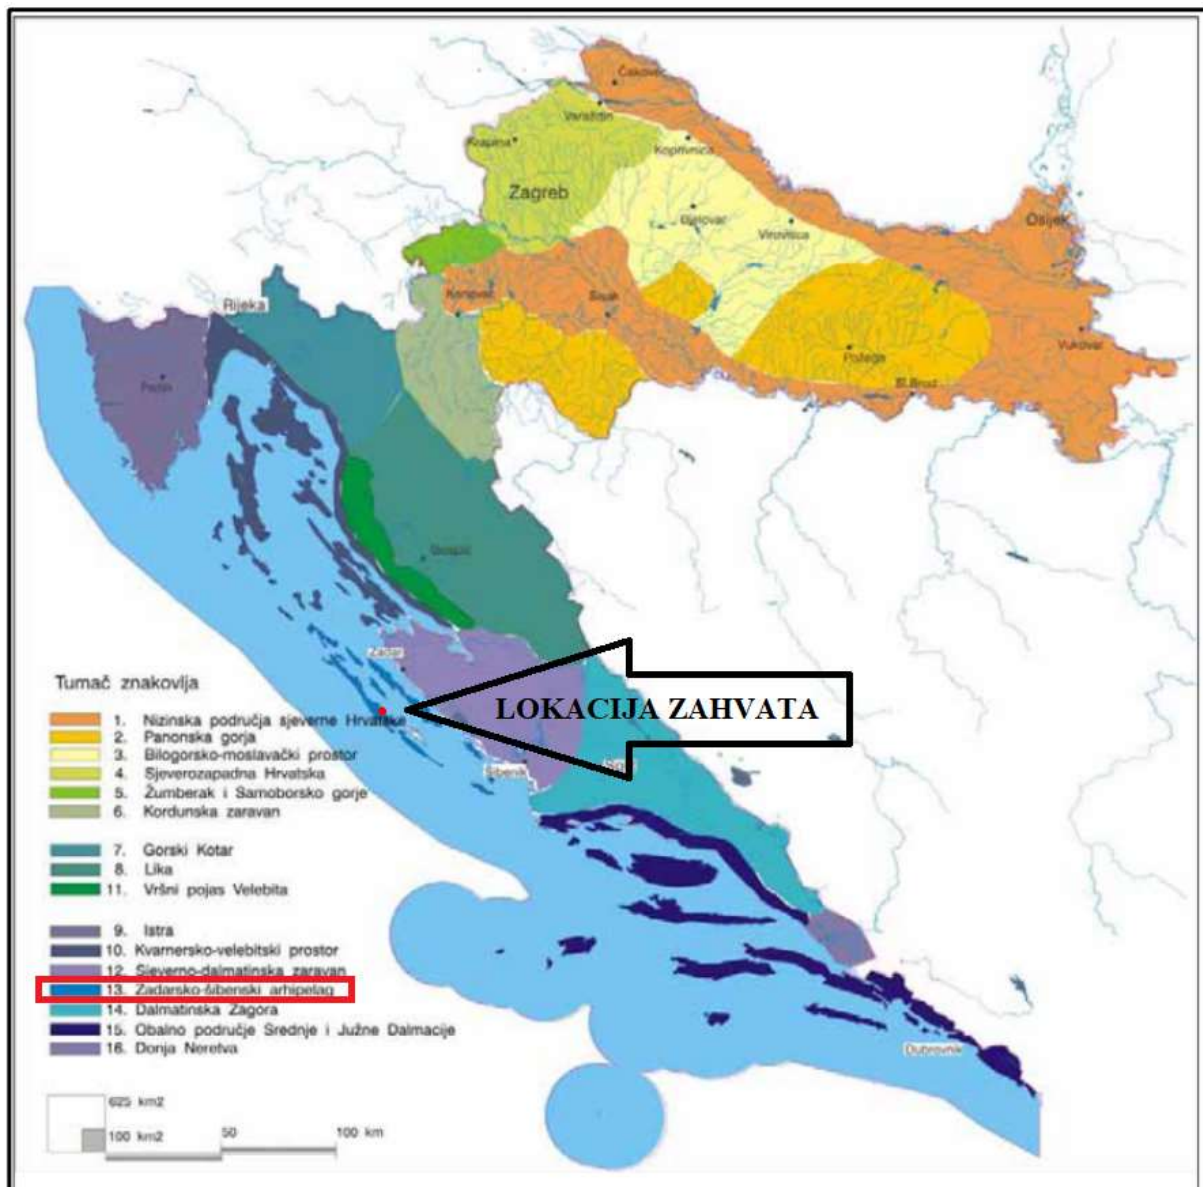 Čakovec
Varaždin
Krapina
Koprivnica
Zagreb
Bjelovar
Virovitica
Osijek
Rijeka
Karlovac
Sisak
Vukovar
Požega
Sl.Brod
Pazin
Gospić
Zadar
LOKACIJA ZAHVATA
Šibenik
Split
Dubrovnik
Tumač znakovlja
1. Nizinska područja sjeverne Hrvatske
2. Panonska gorja
3. Bilogorsko-moslavački prostor
4. Sjeverozapadna Hrvatska
5. Žumberak i Samoborsko gorje
6. Kordunska zaravan
7. Gorski Kotar
8. Lika
11. Vršni pojas Velebita
9. Istra
10. Kvarnersko-velebitski prostor
12. Sjeverno-dalmatinska zaravan
13. Zadarsko-šibenski arhipelag
14. Dalmatinska Zagora
15. Obalno područje Srednje i Južne Dalmacije
16. Donja Neretva
625 km2
100 km2
50
100 km